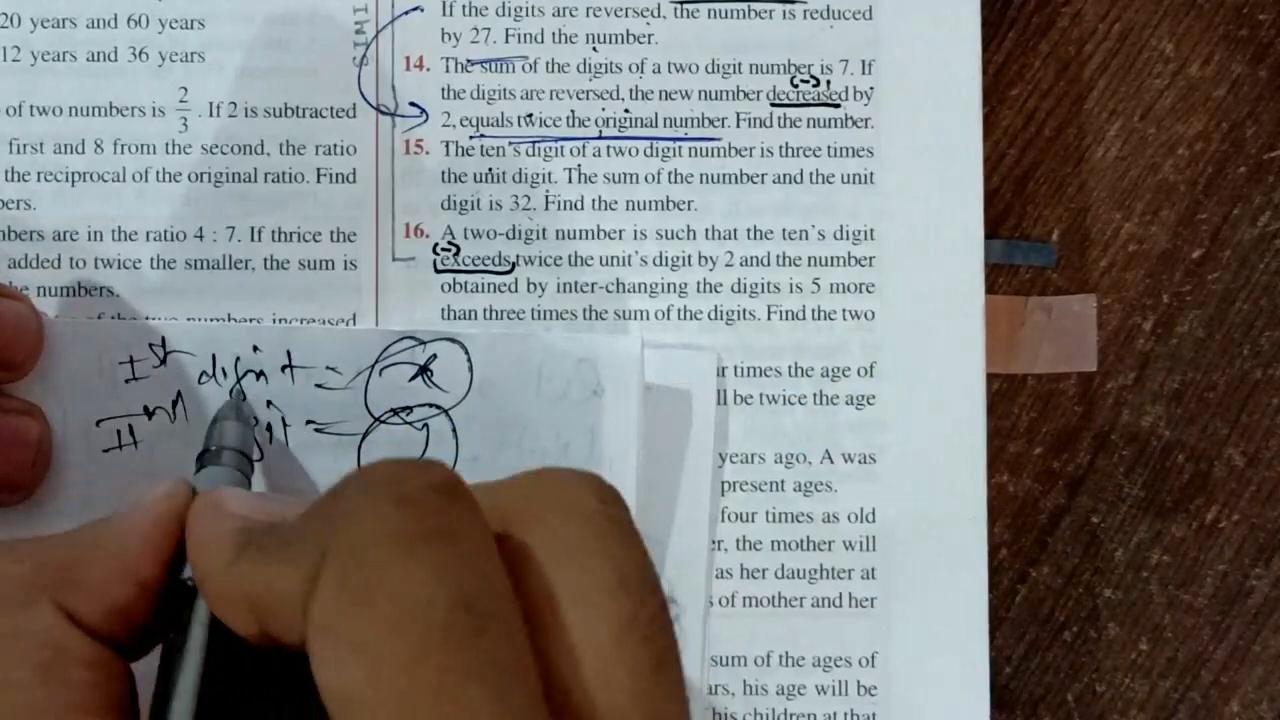 20 years and 60 years
12 years and 36 years
of two numbers is 2/3. If 2 is subtracted
first and 8 from the second, the ratio
the reciprocal of the original ratio. Find
are in the ratio 4 : 7. If thrice the
added to twice the smaller, the sum is
numbers.
numbers increased
If the digits are reversed, the number is reduced
by 27. Find the number.
14. The sum of the digits of a two digit number is 7. If
the digits are reversed, the new number decreased by
2, equals twice the original number. Find the number.
15. The ten's digit of a two digit number is three times
the unit digit. The sum of the number and the unit
digit is 32. Find the number.
16. A two-digit number is such that the ten's digit
exceeds twice the unit's digit by 2 and the number
obtained by inter-changing the digits is 5 more
than three times the sum of the digits. Find the two
(-)
(-)
Ist digit = x
IInd
times the age of
be twice the age
years ago, A was
present ages.
four times as old
the mother will
as her daughter at
of mother and her
sum of the ages of
his age will be
his children at that